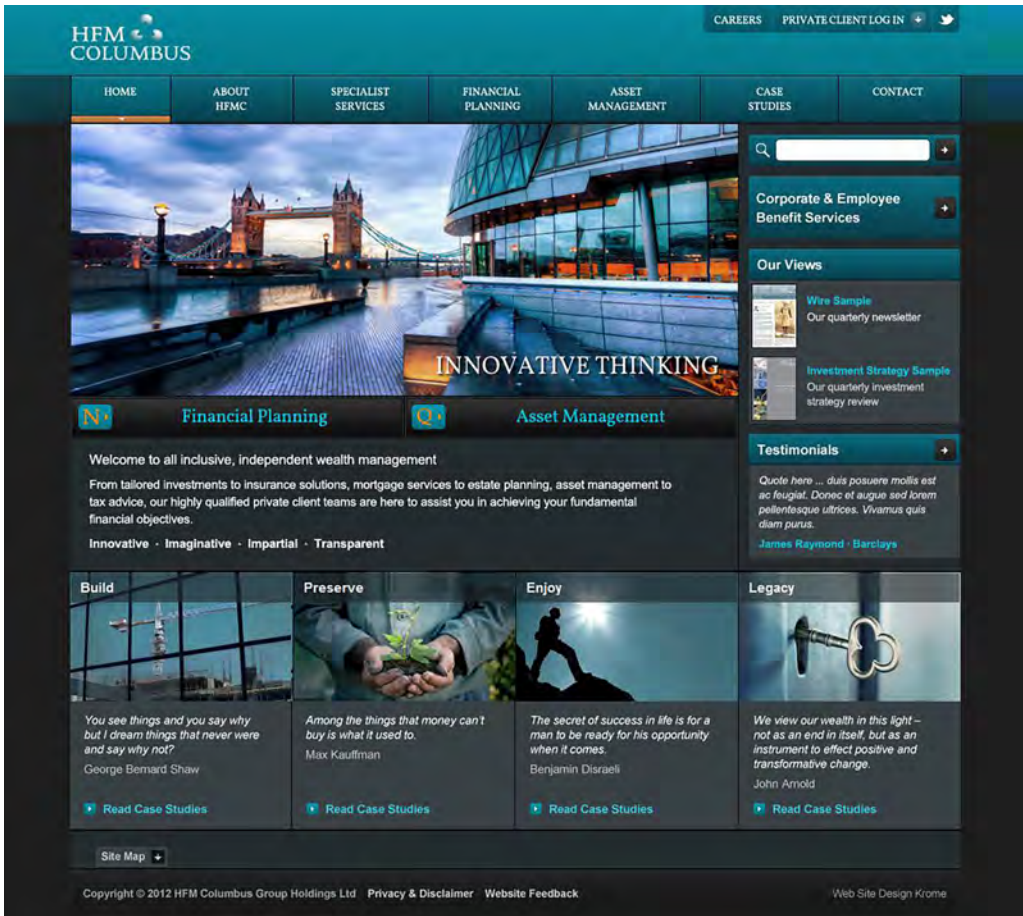 HFM
COLUMBUS
CAREERS
PRIVATE CLIENT LOG IN
HOME
ABOUT
HFMC
SPECIALIST
SERVICES
FINANCIAL
PLANNING
ASSET
MANAGEMENT
CASE
STUDIES
CONTACT
INNOVATIVE THINKING
N
Financial Planning
Q
Asset Management
Welcome to all inclusive, independent wealth management
From tailored investments to insurance solutions, mortgage services to estate planning, asset management to
tax advice, our highly qualified private client teams are here to assist you in achieving your fundamental
financial objectives.
Innovative · Imaginative · Impartial · Transparent
Corporate & Employee
Benefit Services
Our Views
Wire Sample
Our quarterly newsletter
Investment Strategy Sample
Our quarterly investment
strategy review
Testimonials
Quote here ... duis posuere mollis est
ac feugiat. Donec et augue sed lorem
pellentesque ultrices. Vivamus quis
diam purus.
James Raymond · Barclays
Build
You see things and you say why
but I dream things that never were
and say why not?
George Bernard Shaw
Read Case Studies
Preserve
Among the things that money can't
buy is what it used to.
Max Kauffman
Read Case Studies
Enjoy
The secret of success in life is for a
man to be ready for his opportunity
when it comes.
Benjamin Disraeli
Read Case Studies
Legacy
We view our wealth in this light –
not as an end in itself, but as an
instrument to effect positive and
transformative change.
John Arnold
Read Case Studies
Site Map
Copyright © 2012 HFM Columbus Group Holdings Ltd Privacy & Disclaimer Website Feedback
Web Site Design Krome